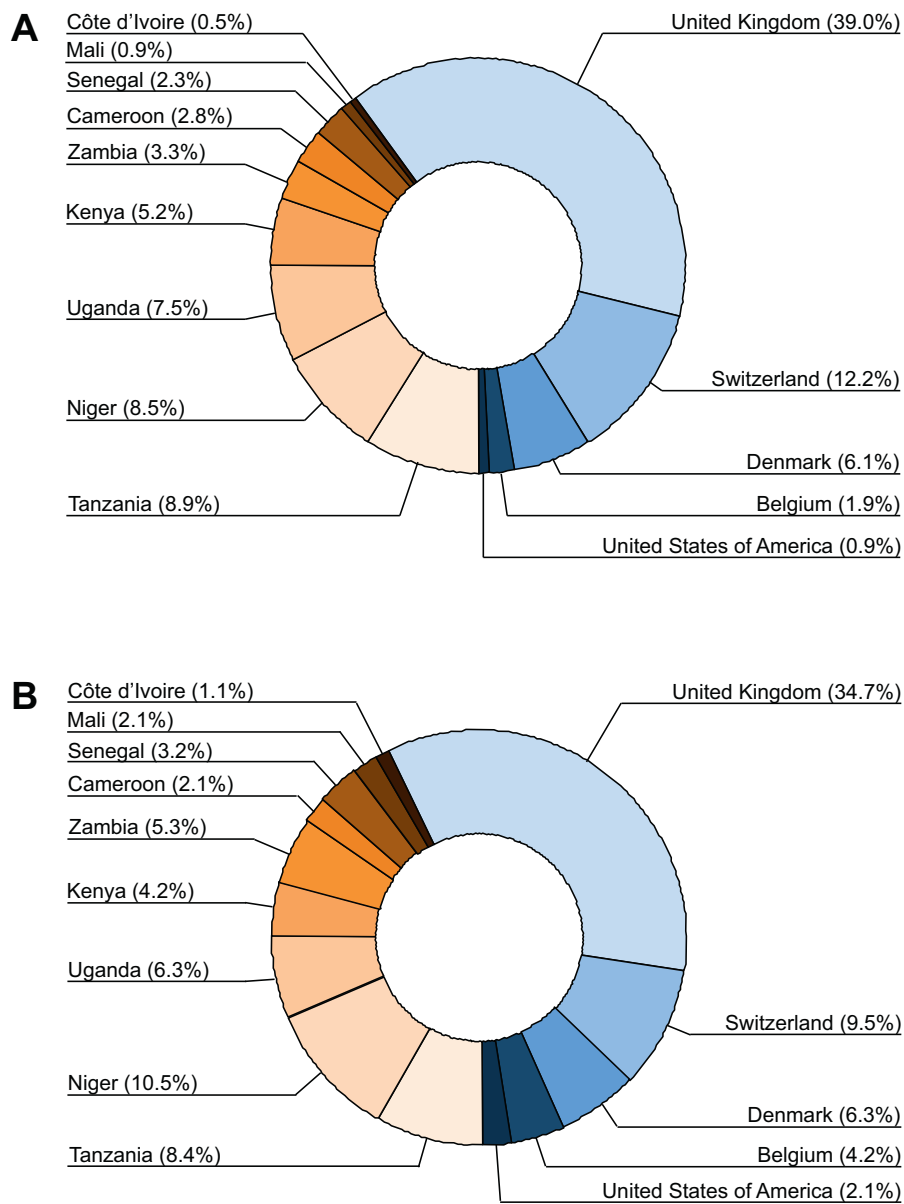 A
Côte d’Ivoire (0.5%)
Mali (0.9%)
Senegal (2.3%)
Cameroon (2.8%)
Zambia (3.3%)
Kenya (5.2%)
Uganda (7.5%)
Niger (8.5%)
Tanzania (8.9%)
United Kingdom (39.0%)
Switzerland (12.2%)
Denmark (6.1%)
Belgium (1.9%)
United States of America (0.9%)
B
Côte d’Ivoire (1.1%)
Mali (2.1%)
Senegal (3.2%)
Cameroon (2.1%)
Zambia (5.3%)
Kenya (4.2%)
Uganda (6.3%)
Niger (10.5%)
Tanzania (8.4%)
United Kingdom (34.7%)
Switzerland (9.5%)
Denmark (6.3%)
Belgium (4.2%)
United States of America (2.1%)